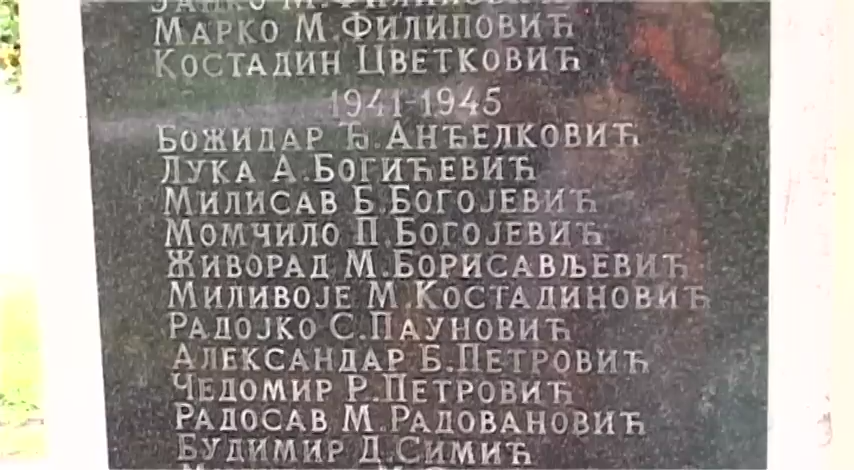 МАРКО М.ФИЛИПОВИЋ
КОСТАДИН ЦВЕТКОВИЋ
1941-1945
БОЖИДАР Ђ.АНЂЕЛКОВИЋ
ЛУКА А.БОГИЋЕВИЋ
МИЛИСАВ Б.БОГОЈЕВИЋ
МОМЧИЛО П.БОГОЈЕВИЋ
ЖИВОРАД М.БОРИСАВЉЕВИЋ
МИЛИВОЈЕ М.КОСТАДИНОВИЋ
РАДОЈКО С.ПАУНОВИЋ
АЛЕКСАНДАР Б.ПЕТРОВИЋ
ЧЕДОМИР Р.ПЕТРОВИЋ
РАДОСАВ М.РАДОВАНОВИЋ
БУДИМИР Д.СИМИЋ